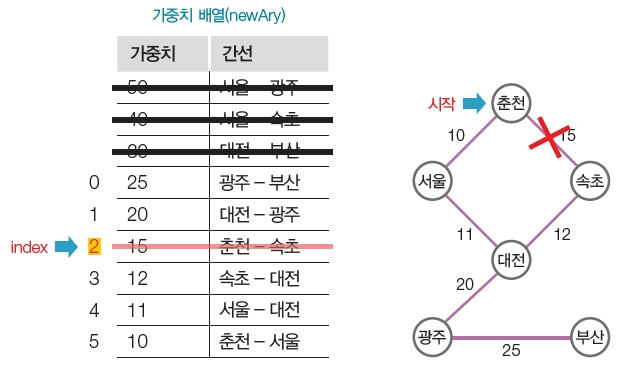 가중치 배열(newAry)
가중치 간선
50 서울 – 광주
40 서울 – 속초
30 대전 – 부산
0 25 광주 – 부산
1 20 대전 – 광주
index 2 15 춘천 – 속초
3 12 속초 – 대전
4 11 서울 – 대전
5 10 춘천 – 서울
시작 춘천
10 15
서울 속초
11 12
대전
20
광주 부산
25